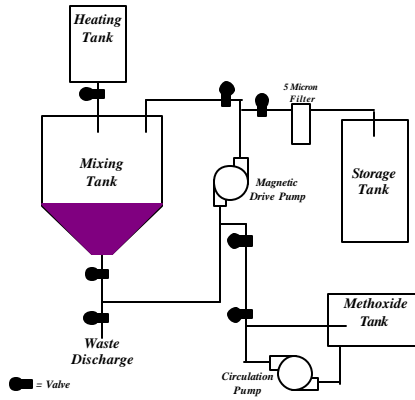 Heating
Tank
5 Micron
Filter
Mixing
Tank
Magnetic
Drive Pump
Storage
Tank
Methoxide
Tank
Waste
Discharge
Circulation
Pump
= Valve